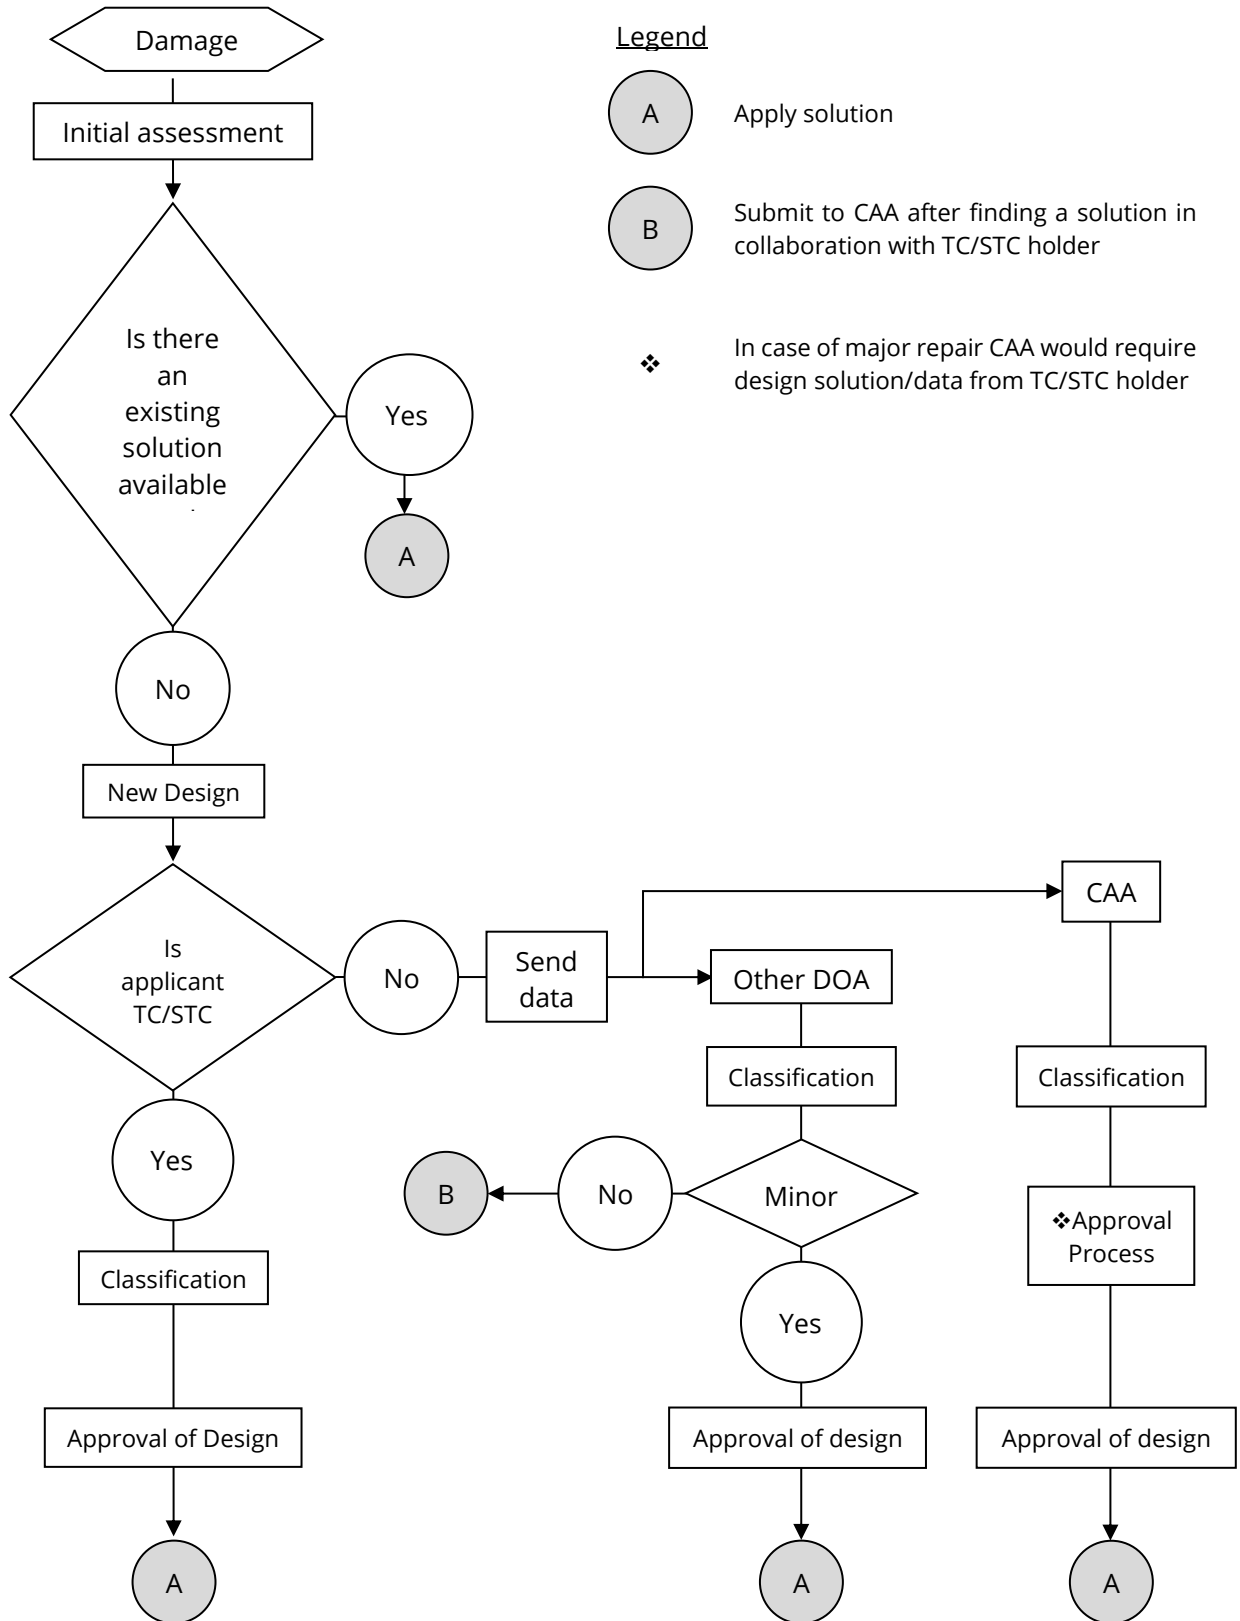 Damage
Legend
Initial assessment
A
Apply solution
B
Submit to CAA after finding a solution in
collaboration with TC/STC holder
Is there
an
existing
solution
available
❖
In case of major repair CAA would require
design solution/data from TC/STC holder
Yes
A
No
New Design
Is
applicant
TC/STC
No
Send
data
Other DOA
CAA
Classification
Classification
Yes
B
No
Minor
❖Approval
Process
Classification
Yes
Approval of Design
Approval of design
Approval of design
A
A
A